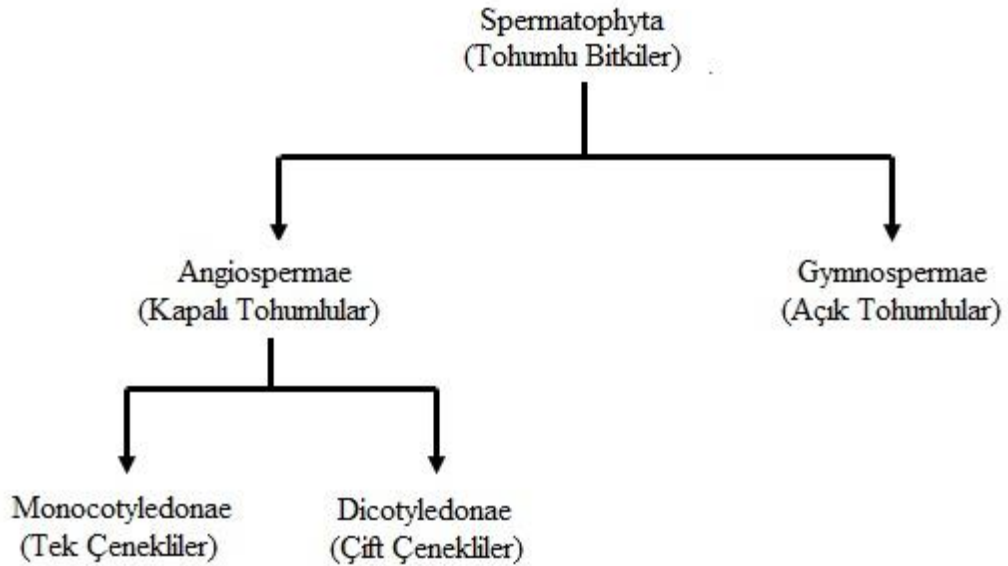 Spermatophyta
(Tohumlu Bitkiler)
Angiospermae
(Kapalı Tohumlular)
Gymnospermae
(Açık Tohumlular)
Monocotyledonae
(Tek Çenekliler)
Dicotyledonae
(Çift Çenekliler)